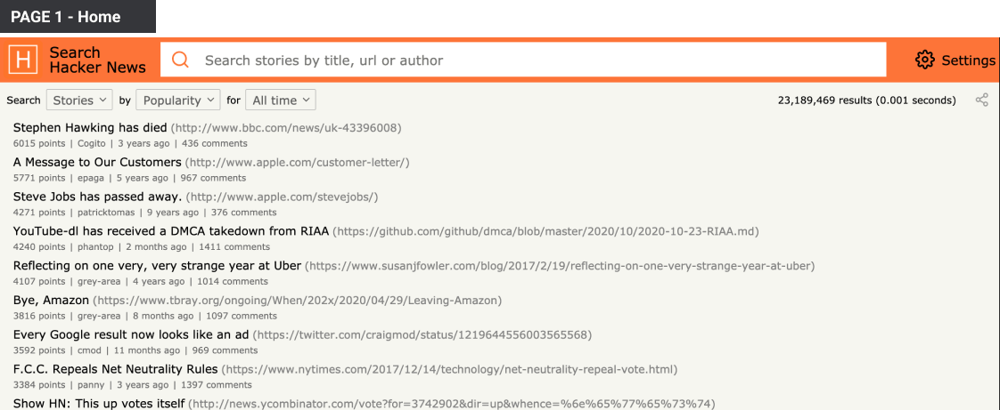 PAGE 1 - Home
H
Search
Hacker News
Search stories by title, url or author
Settings
Search Stories by Popularity for All time
23,189,469 results (0.001 seconds)
Stephen Hawking has died (http://www.bbc.com/news/uk-43396008)
6015 points | Cogito | 3 years ago | 436 comments
A Message to Our Customers (http://www.apple.com/customer-letter/)
5771 points | epaga | 5 years ago | 967 comments
Steve Jobs has passed away. (http://www.apple.com/stevejobs/)
4271 points | patricktomas | 9 years ago | 376 comments
YouTube-dl has received a DMCA takedown from RIAA (https://github.com/github/dmca/blob/master/2020/10/2020-10-23-RIAA.md)
4240 points | phantop | 2 months ago | 1411 comments
Reflecting on one very, very strange year at Uber (https://www.susanjfowler.com/blog/2017/2/19/reflecting-on-one-very-strange-year-at-uber)
4107 points | grey-area | 4 years ago | 1014 comments
Bye, Amazon (https://www.tbray.org/ongoing/When/202x/2020/04/29/Leaving-Amazon)
3816 points | grey-area | 8 months ago | 1097 comments
Every Google result now looks like an ad (https://twitter.com/craigmod/status/1219644556003565568)
3592 points | cmod | 11 months ago | 969 comments
F.C.C. Repeals Net Neutrality Rules (https://www.nytimes.com/2017/12/14/technology/net-neutrality-repeal-vote.html)
3384 points | panny | 3 years ago | 1397 comments
Show HN: This up votes itself (http://news.ycombinator.com/vote?for=3742902&dir=up&whence=%6e%65%77%65%73%74)